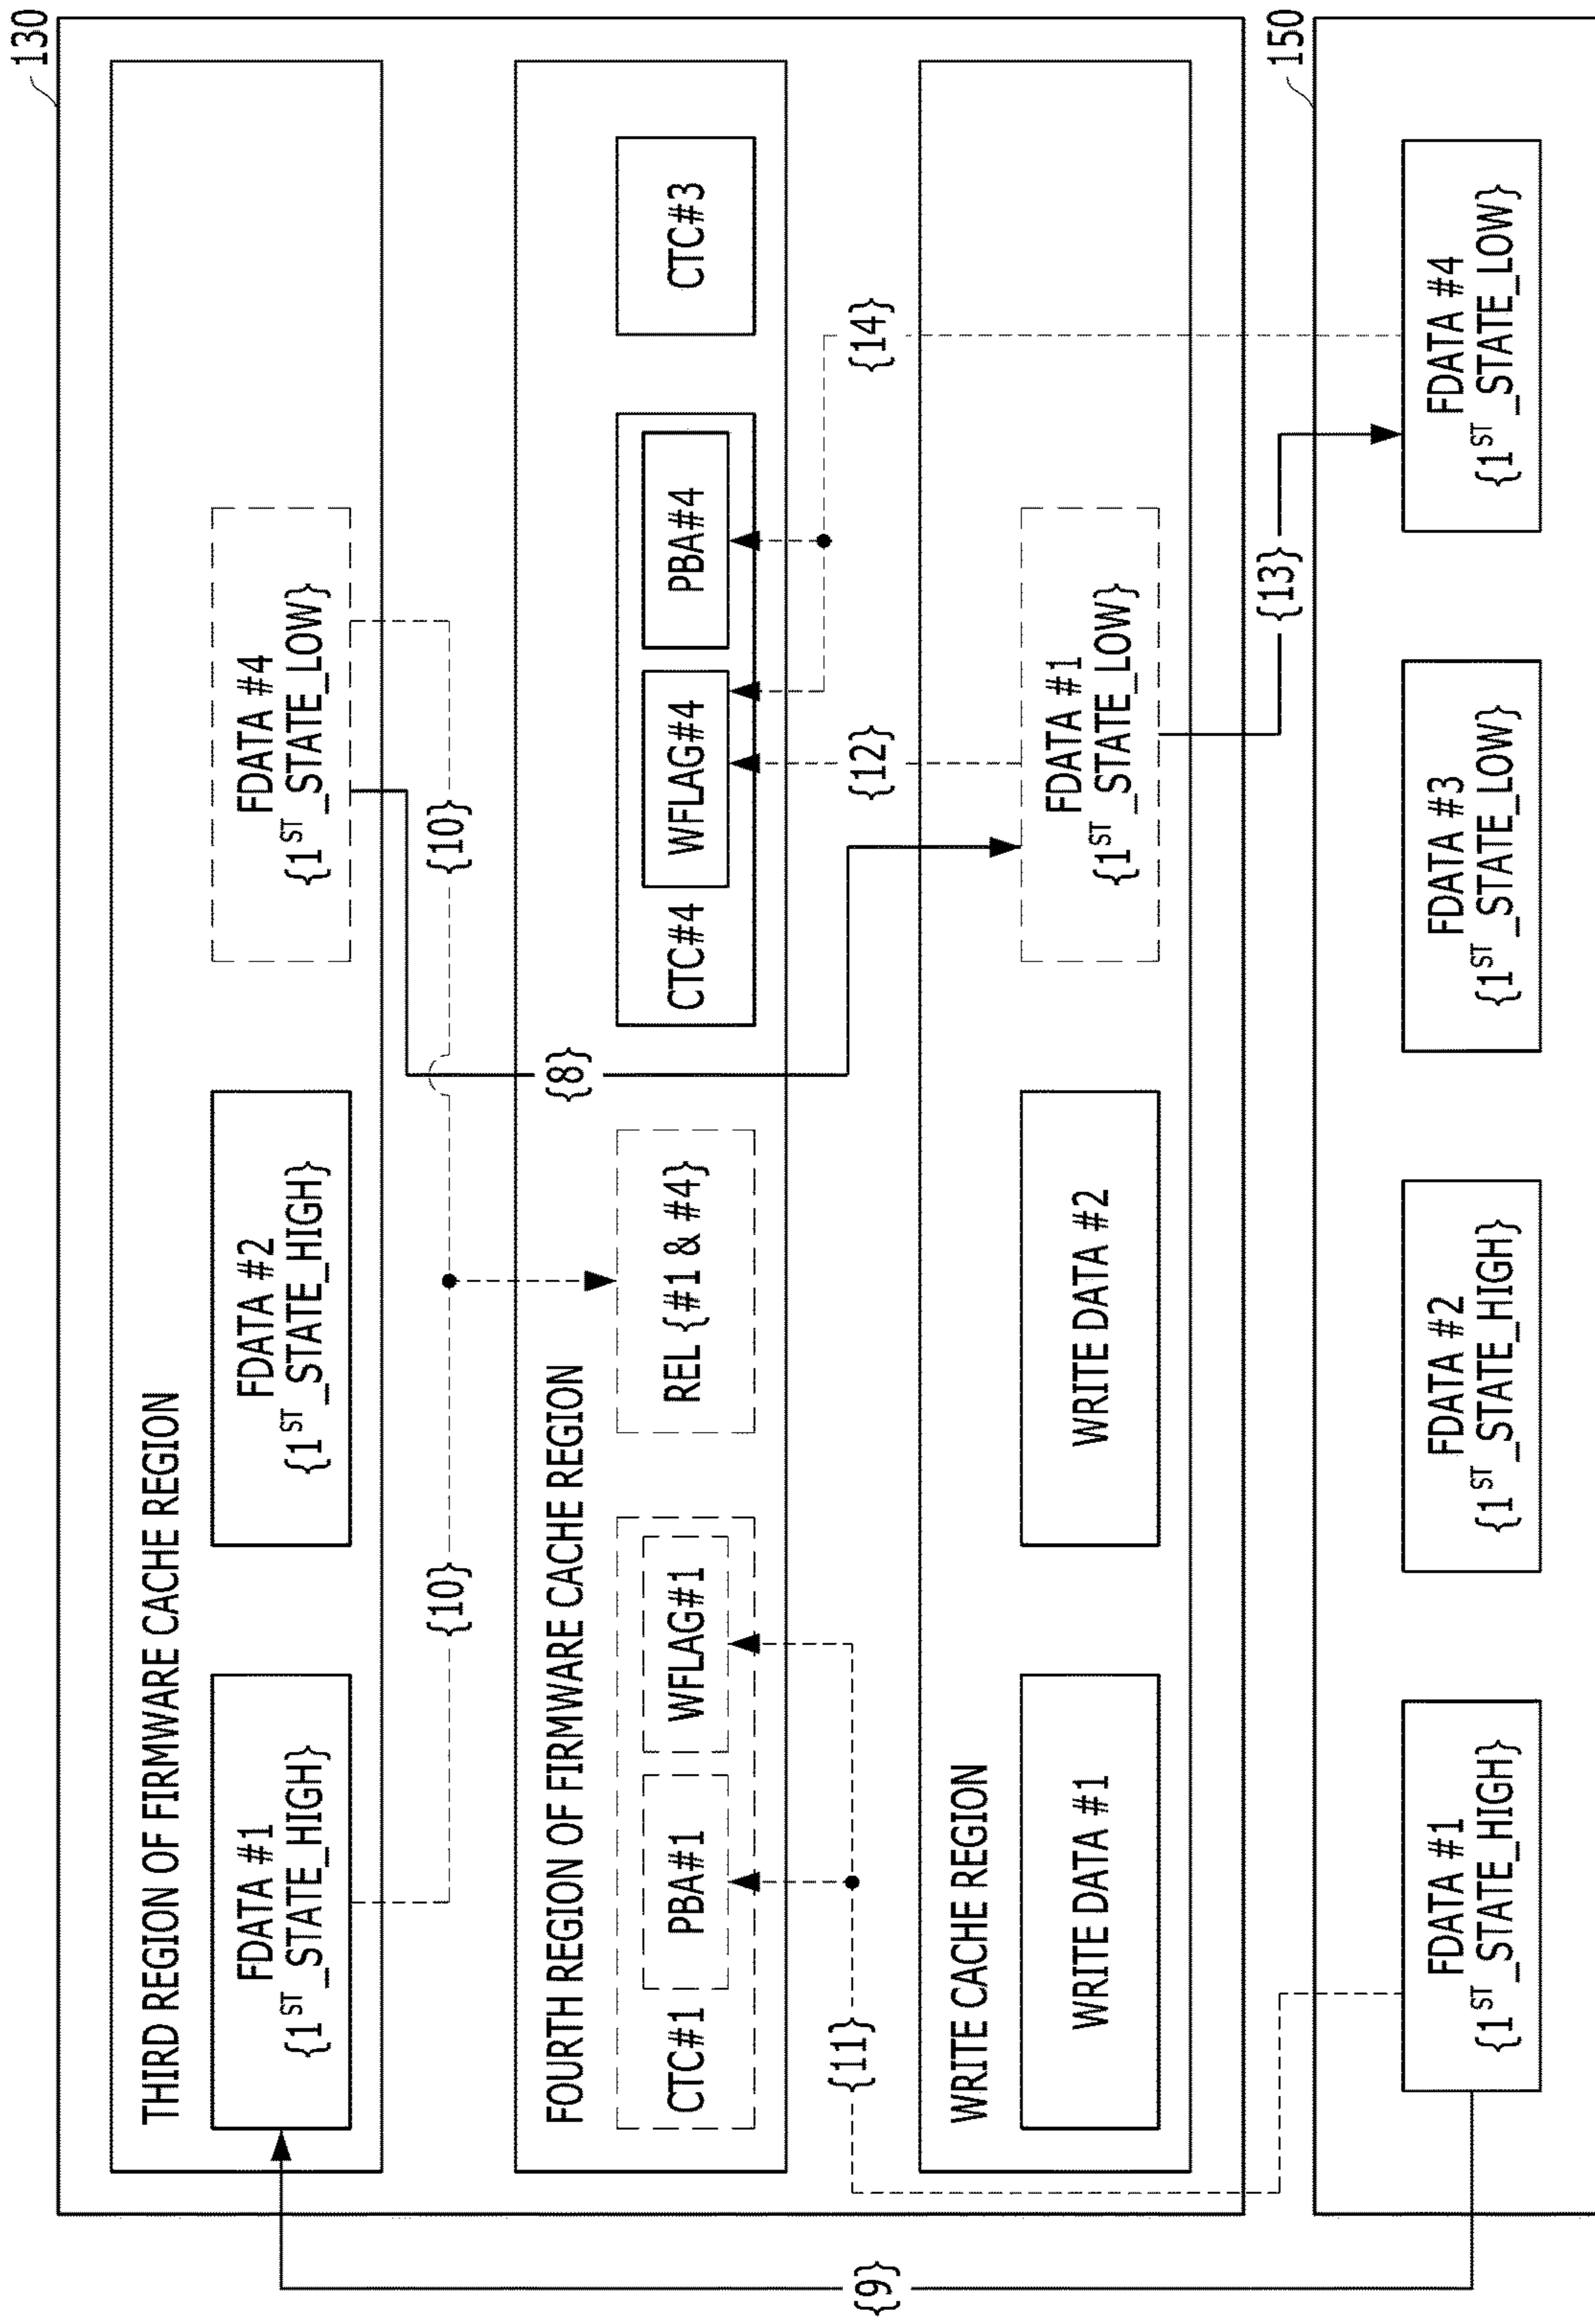 130
THIRD REGION OF FIRMWARE CACHE REGION
FDATA #1
{1ST_STATE_HIGH}
FDATA #2
{1ST_STATE_HIGH}
FDATA #4
{1ST_STATE_LOW}
{10}
{10}
{8}
FOURTH REGION OF FIRMWARE CACHE REGION
CTC#1
PBA#1
WFLAG#1
REL {#1 & #4}
CTC#4
WFLAG#4
PBA#4
CTC#3
{11}
{12}
{14}
WRITE CACHE REGION
WRITE DATA #1
WRITE DATA #2
FDATA #1
{1ST_STATE_LOW}
{9}
{13}
150
FDATA #1
{1ST_STATE_HIGH}
FDATA #2
{1ST_STATE_HIGH}
FDATA #3
{1ST_STATE_LOW}
FDATA #4
{1ST_STATE_LOW}